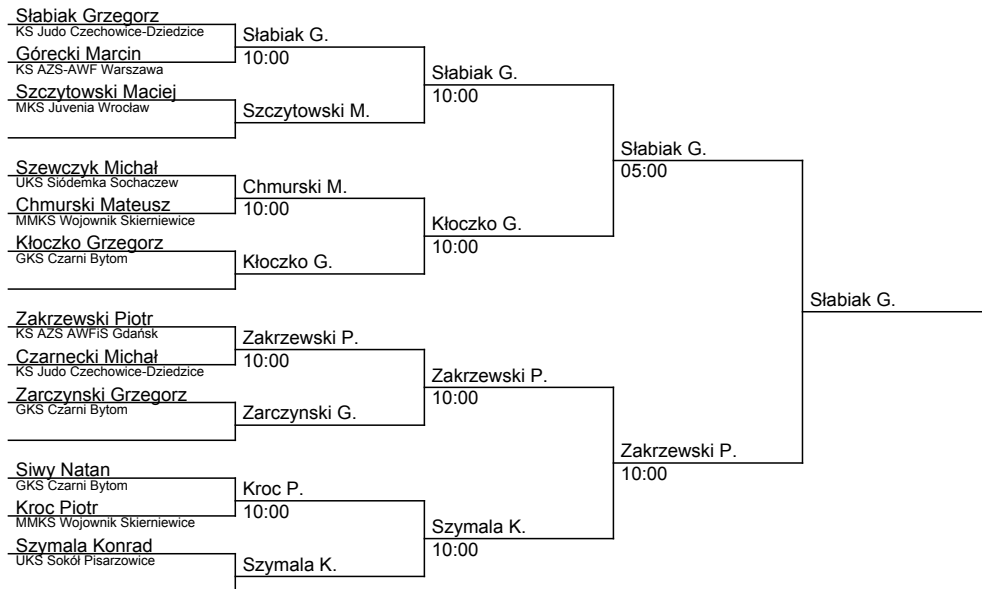 Słabiak Grzegorz
KS Judo Czechowice-Dziedzice
Górecki Marcin
KS AZS-AWF Warszawa
Szczytowski Maciej
MKS Juvenia Wrocław
Szewczyk Michał
UKS Siódemka Sochaczew
Chmurski Mateusz
MMKS Wojownik Skierniewice
Kłoczko Grzegorz
GKS Czarni Bytom
Zakrzewski Piotr
KS AZS AWFiS Gdańsk
Czarnecki Michał
KS Judo Czechowice-Dziedzice
Zarczynski Grzegorz
GKS Czarni Bytom
Siwy Natan
GKS Czarni Bytom
Kroc Piotr
MMKS Wojownik Skierniewice
Szymala Konrad
UKS Sokół Pisarzowice
Słabiak G.
10:00
Szczytowski M.
Chmurski M.
10:00
Kłoczko G.
Zakrzewski P.
10:00
Zarczynski G.
Kroc P.
10:00
Szymala K.
Słabiak G.
10:00
Kłoczko G.
10:00
Zakrzewski P.
10:00
Szymala K.
10:00
Słabiak G.
05:00
Zakrzewski P.
10:00
Słabiak G.